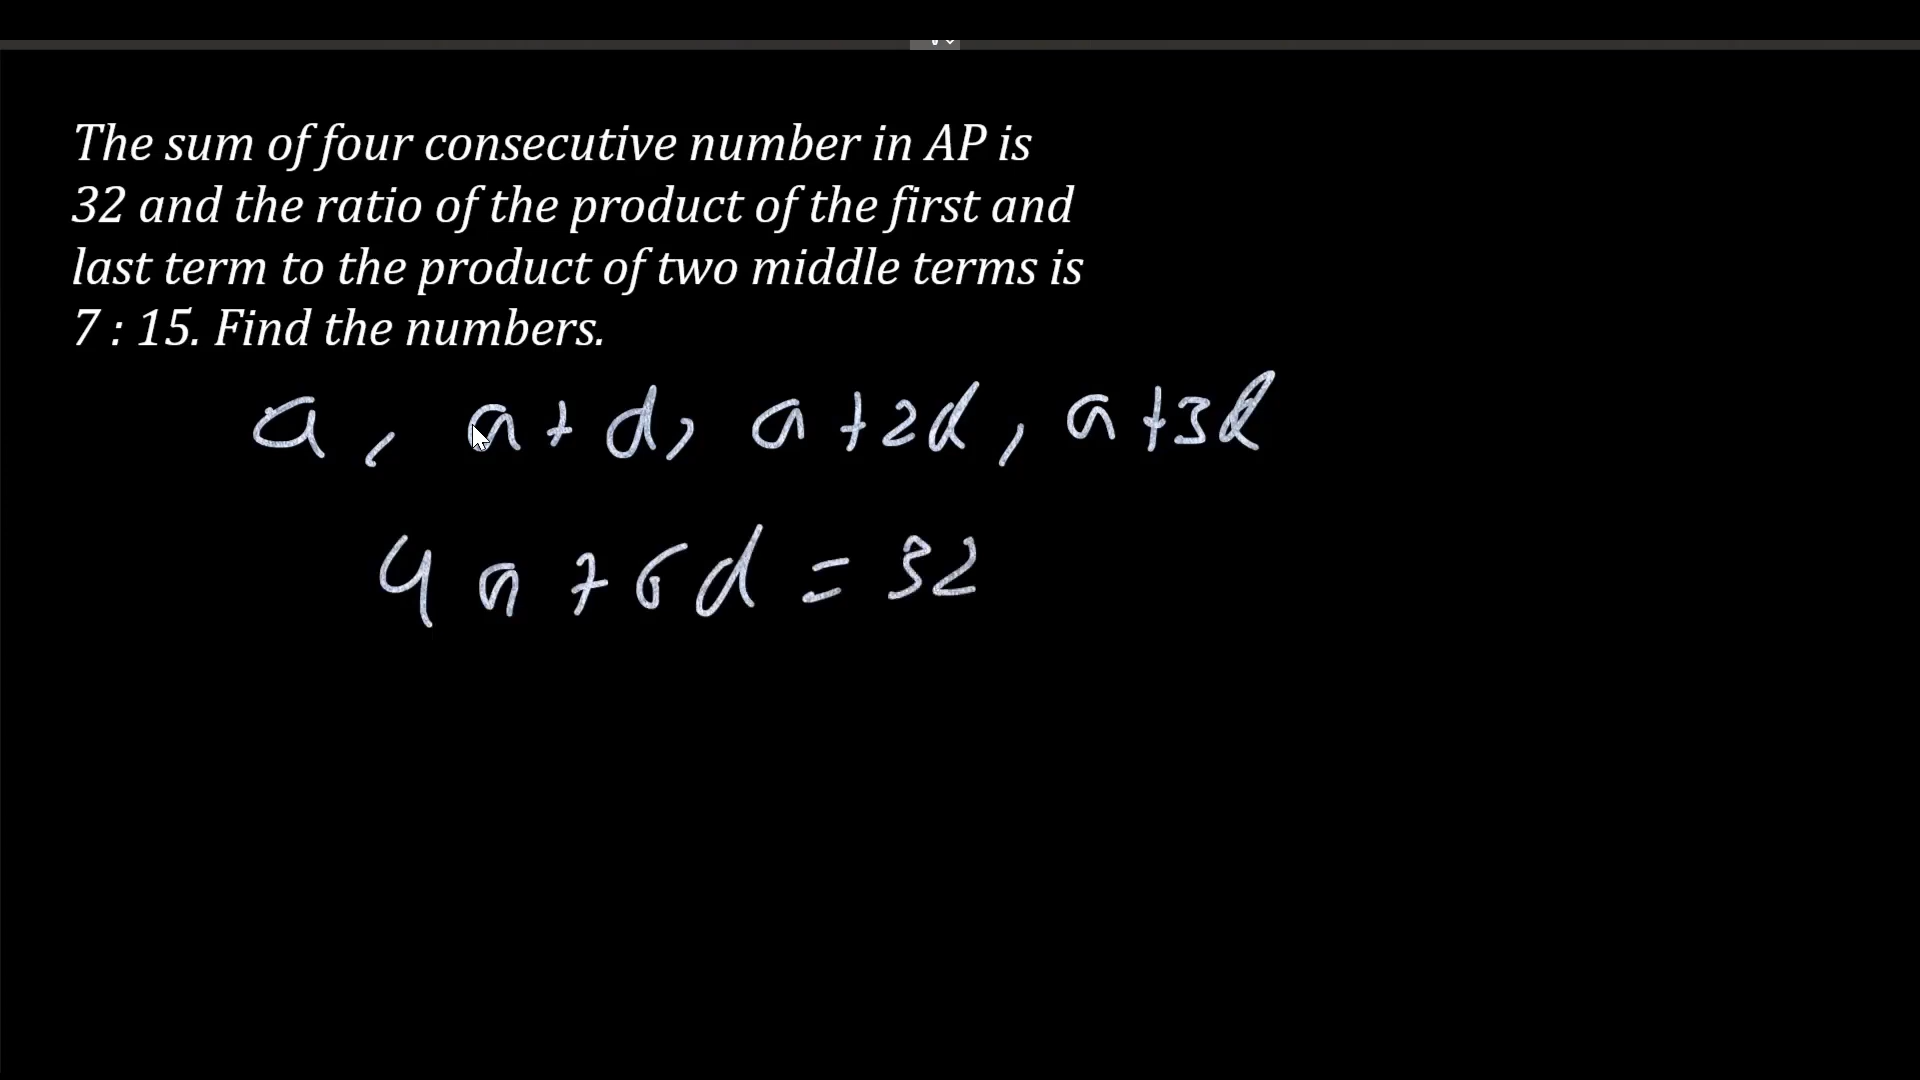 The sum of four consecutive number in AP is
32 and the ratio of the product of the first and
last term to the product of two middle terms is
7 : 15. Find the numbers.
a, a+d, a+2d, a+3d
4a+6d = 32